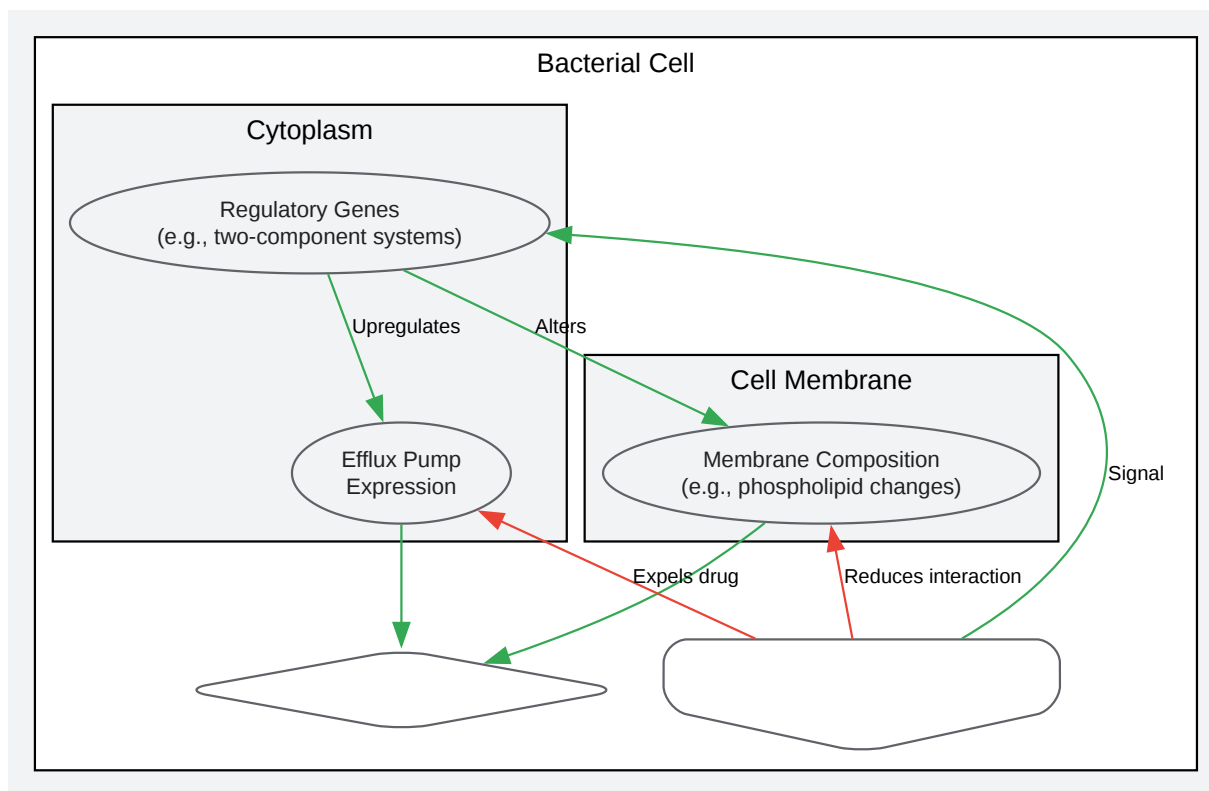 Bacterial Cell
Cytoplasm
Regulatory Genes
(e.g., two-component systems)
Upregulates
Alters
Cell Membrane
Efflux Pump
Expression
Membrane Composition
(e.g., phospholipid changes)
Signal
Expels drug
Reduces interaction